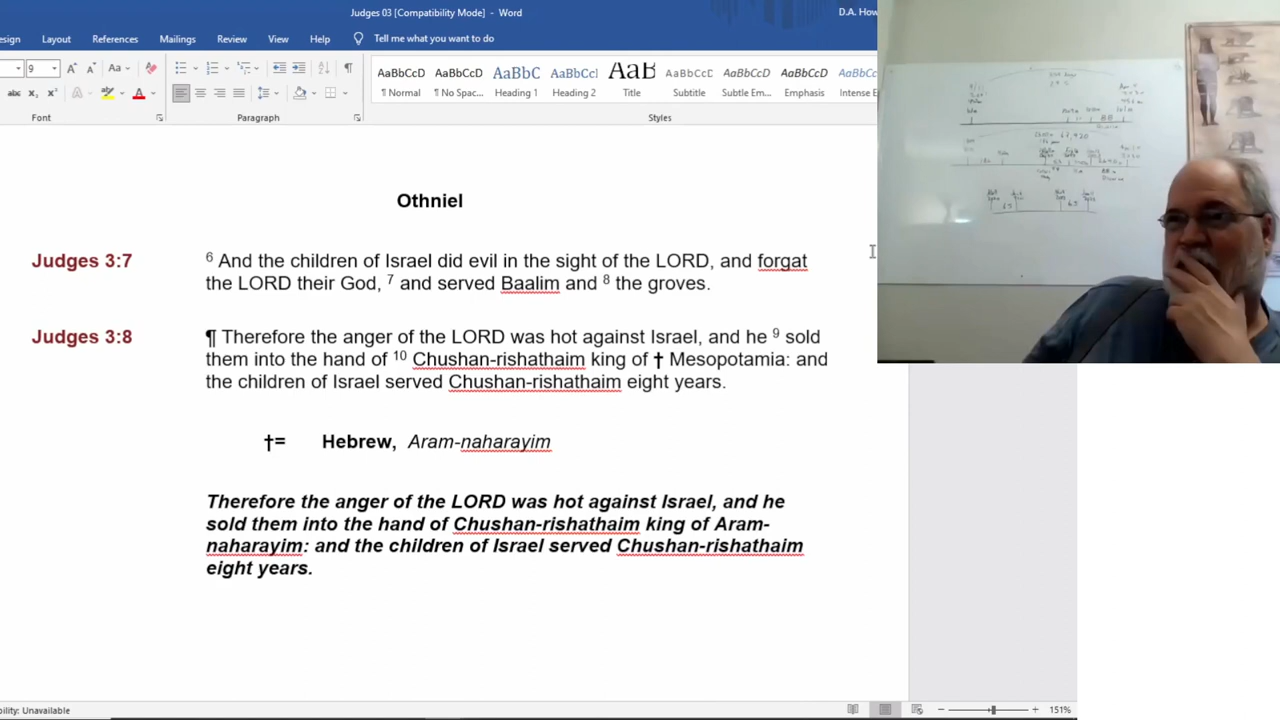 Judges 03 [Compatibility Mode] - Word
D.A. How
esign Layout References Mailings Review View Help Tell me what you want to do
9 A A Aa A ¶ AaBbCcD AaBbCcD AaBbC AaBbCcI AaBb AaBbCcD AaBbCcD AaBbCcD AaBbCc
abc x₂ x² A A ¶ Normal ¶ No Spac... Heading 1 Heading 2 Title Subtitle Subtle Em... Emphasis Intense E
Font Paragraph Styles
Othniel
Judges 3:7 6 And the children of Israel did evil in the sight of the LORD, and forgat
the LORD their God, 7 and served Baalim and 8 the groves.
Judges 3:8 ¶ Therefore the anger of the LORD was hot against Israel, and he 9 sold
them into the hand of 10 Chushan-rishathaim king of † Mesopotamia: and
the children of Israel served Chushan-rishathaim eight years.
†= Hebrew, Aram-naharayim
Therefore the anger of the LORD was hot against Israel, and he
sold them into the hand of Chushan-rishathaim king of Aram-
naharayim: and the children of Israel served Chushan-rishathaim
eight years.
bility: Unavailable
151%